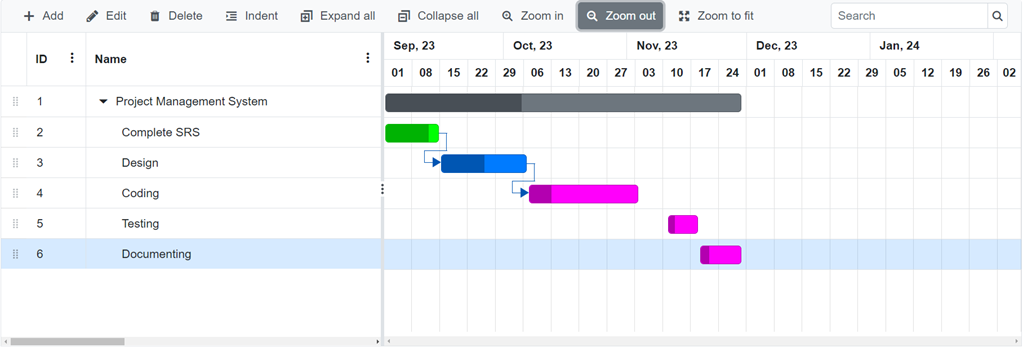 Add Edit Delete Indent Expand all Collapse all Zoom in Zoom out Zoom to fit Search
ID Name Sep, 23 Oct, 23 Nov, 23 Dec, 23 Jan, 24
01 08 15 22 29 06 13 20 27 03 10 17 24 01 08 15 22 29 05 12 19 26 02
1 Project Management System
2 Complete SRS
3 Design
4 Coding
5 Testing
6 Documenting